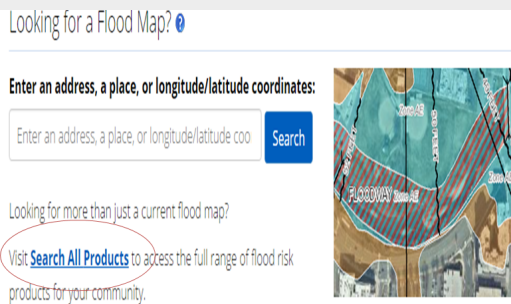 Looking for a Flood Map? ?
Enter an address, a place, or longitude/latitude coordinates:
Enter an address, a place, or longitude/latitude coo
Search
Looking for more than just a current flood map?
Visit Search All Products to access the full range of flood risk
products for your community.
Zone AE
FLOODWAY Zone AE
Zone AE